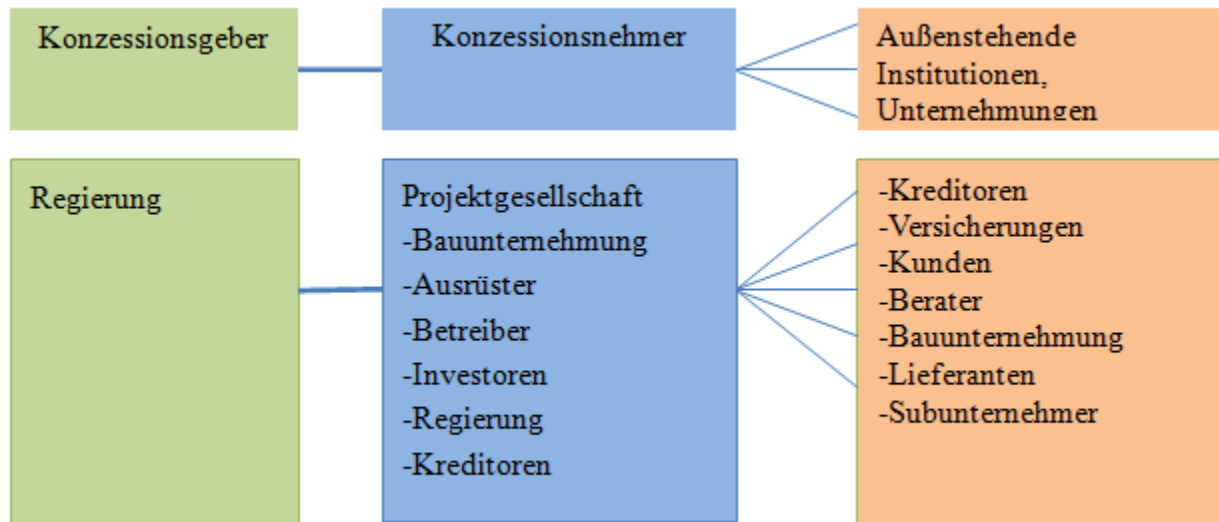 Konzessionsgeber
Konzessionsnehmer
Außenstehende
Institutionen,
Unternehmungen
Regierung
Projektgesellschaft
-Bauunternehmung
-Ausrüster
-Betreiber
-Investoren
-Regierung
-Kreditoren
-Kreditoren
-Versicherungen
-Kunden
-Berater
-Bauunternehmung
-Lieferanten
-Subunternehmer